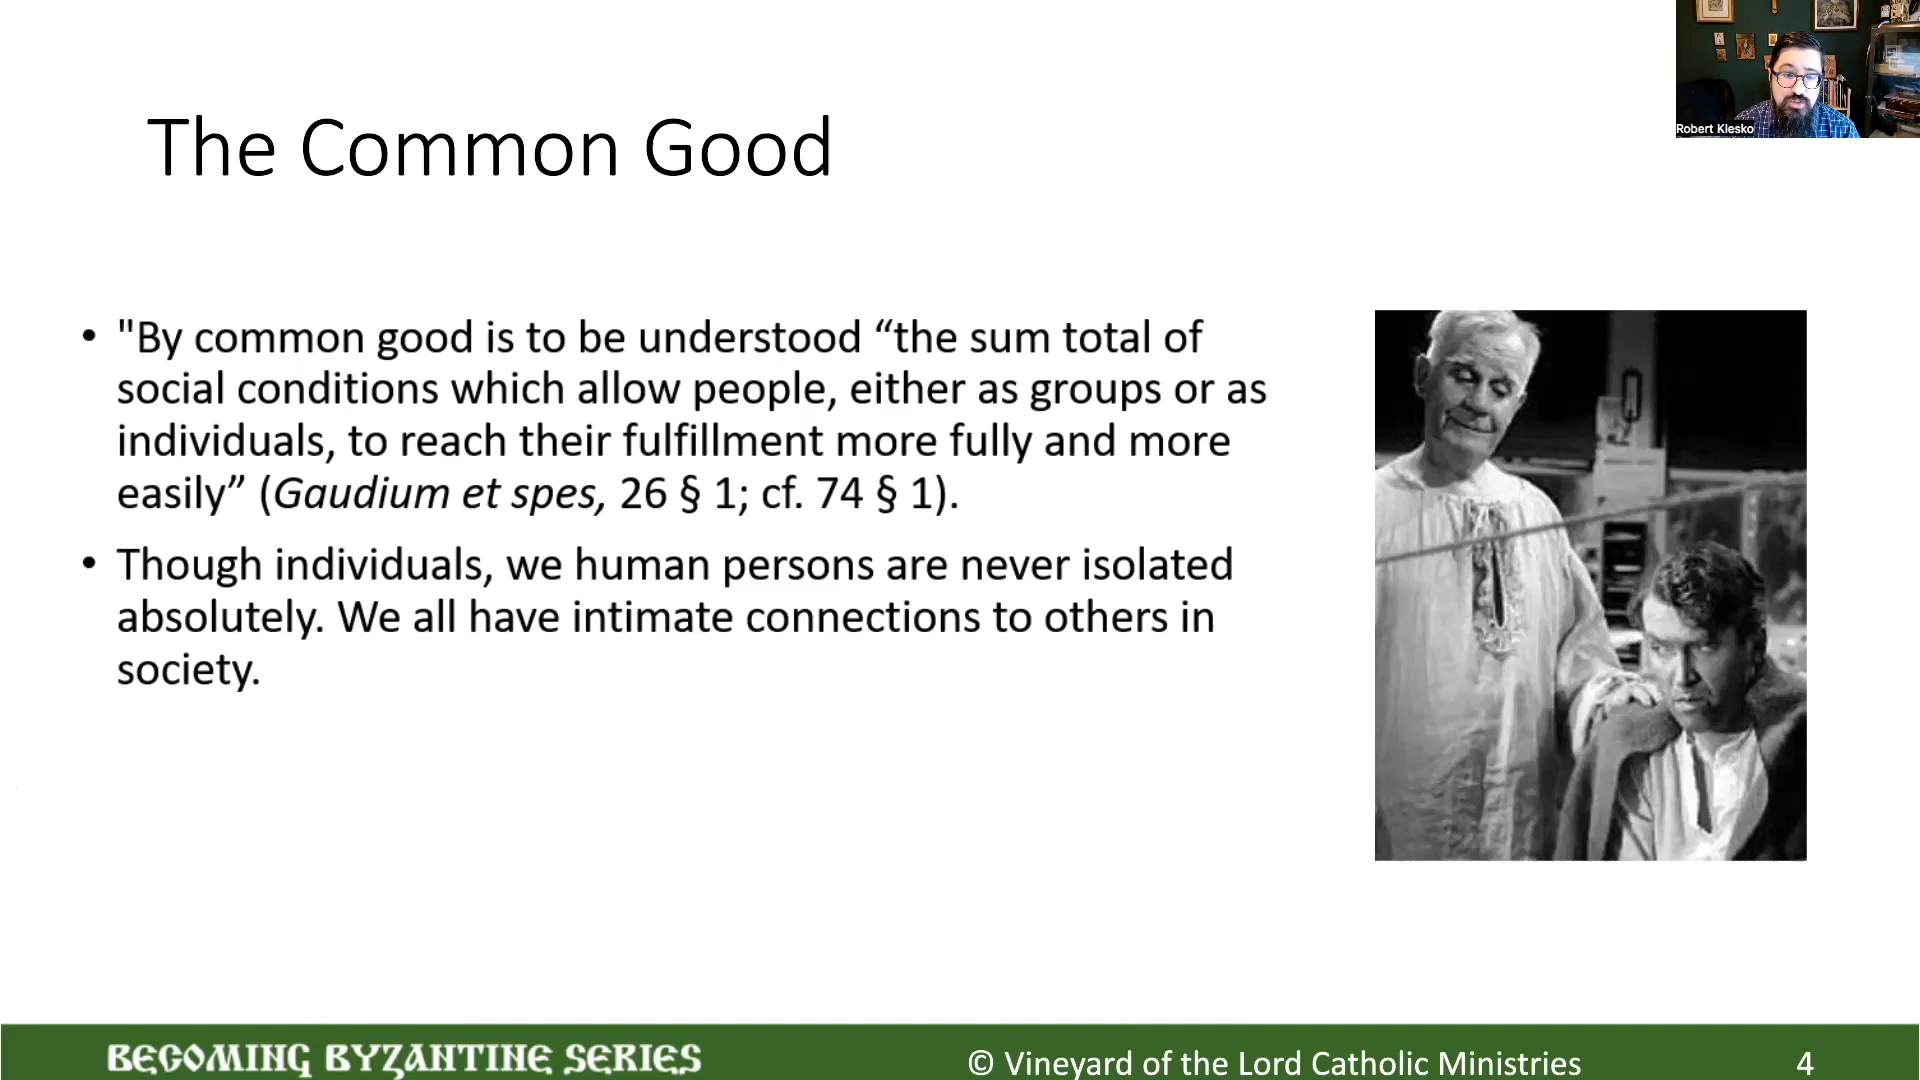 Robert Klesko
The Common Good
• "By common good is to be understood “the sum total of
social conditions which allow people, either as groups or as
individuals, to reach their fulfillment more fully and more
easily” (Gaudium et spes, 26 § 1; cf. 74 § 1).
• Though individuals, we human persons are never isolated
absolutely. We all have intimate connections to others in
society.
BECOMING BYZANTINE SERIES
© Vineyard of the Lord Catholic Ministries
4